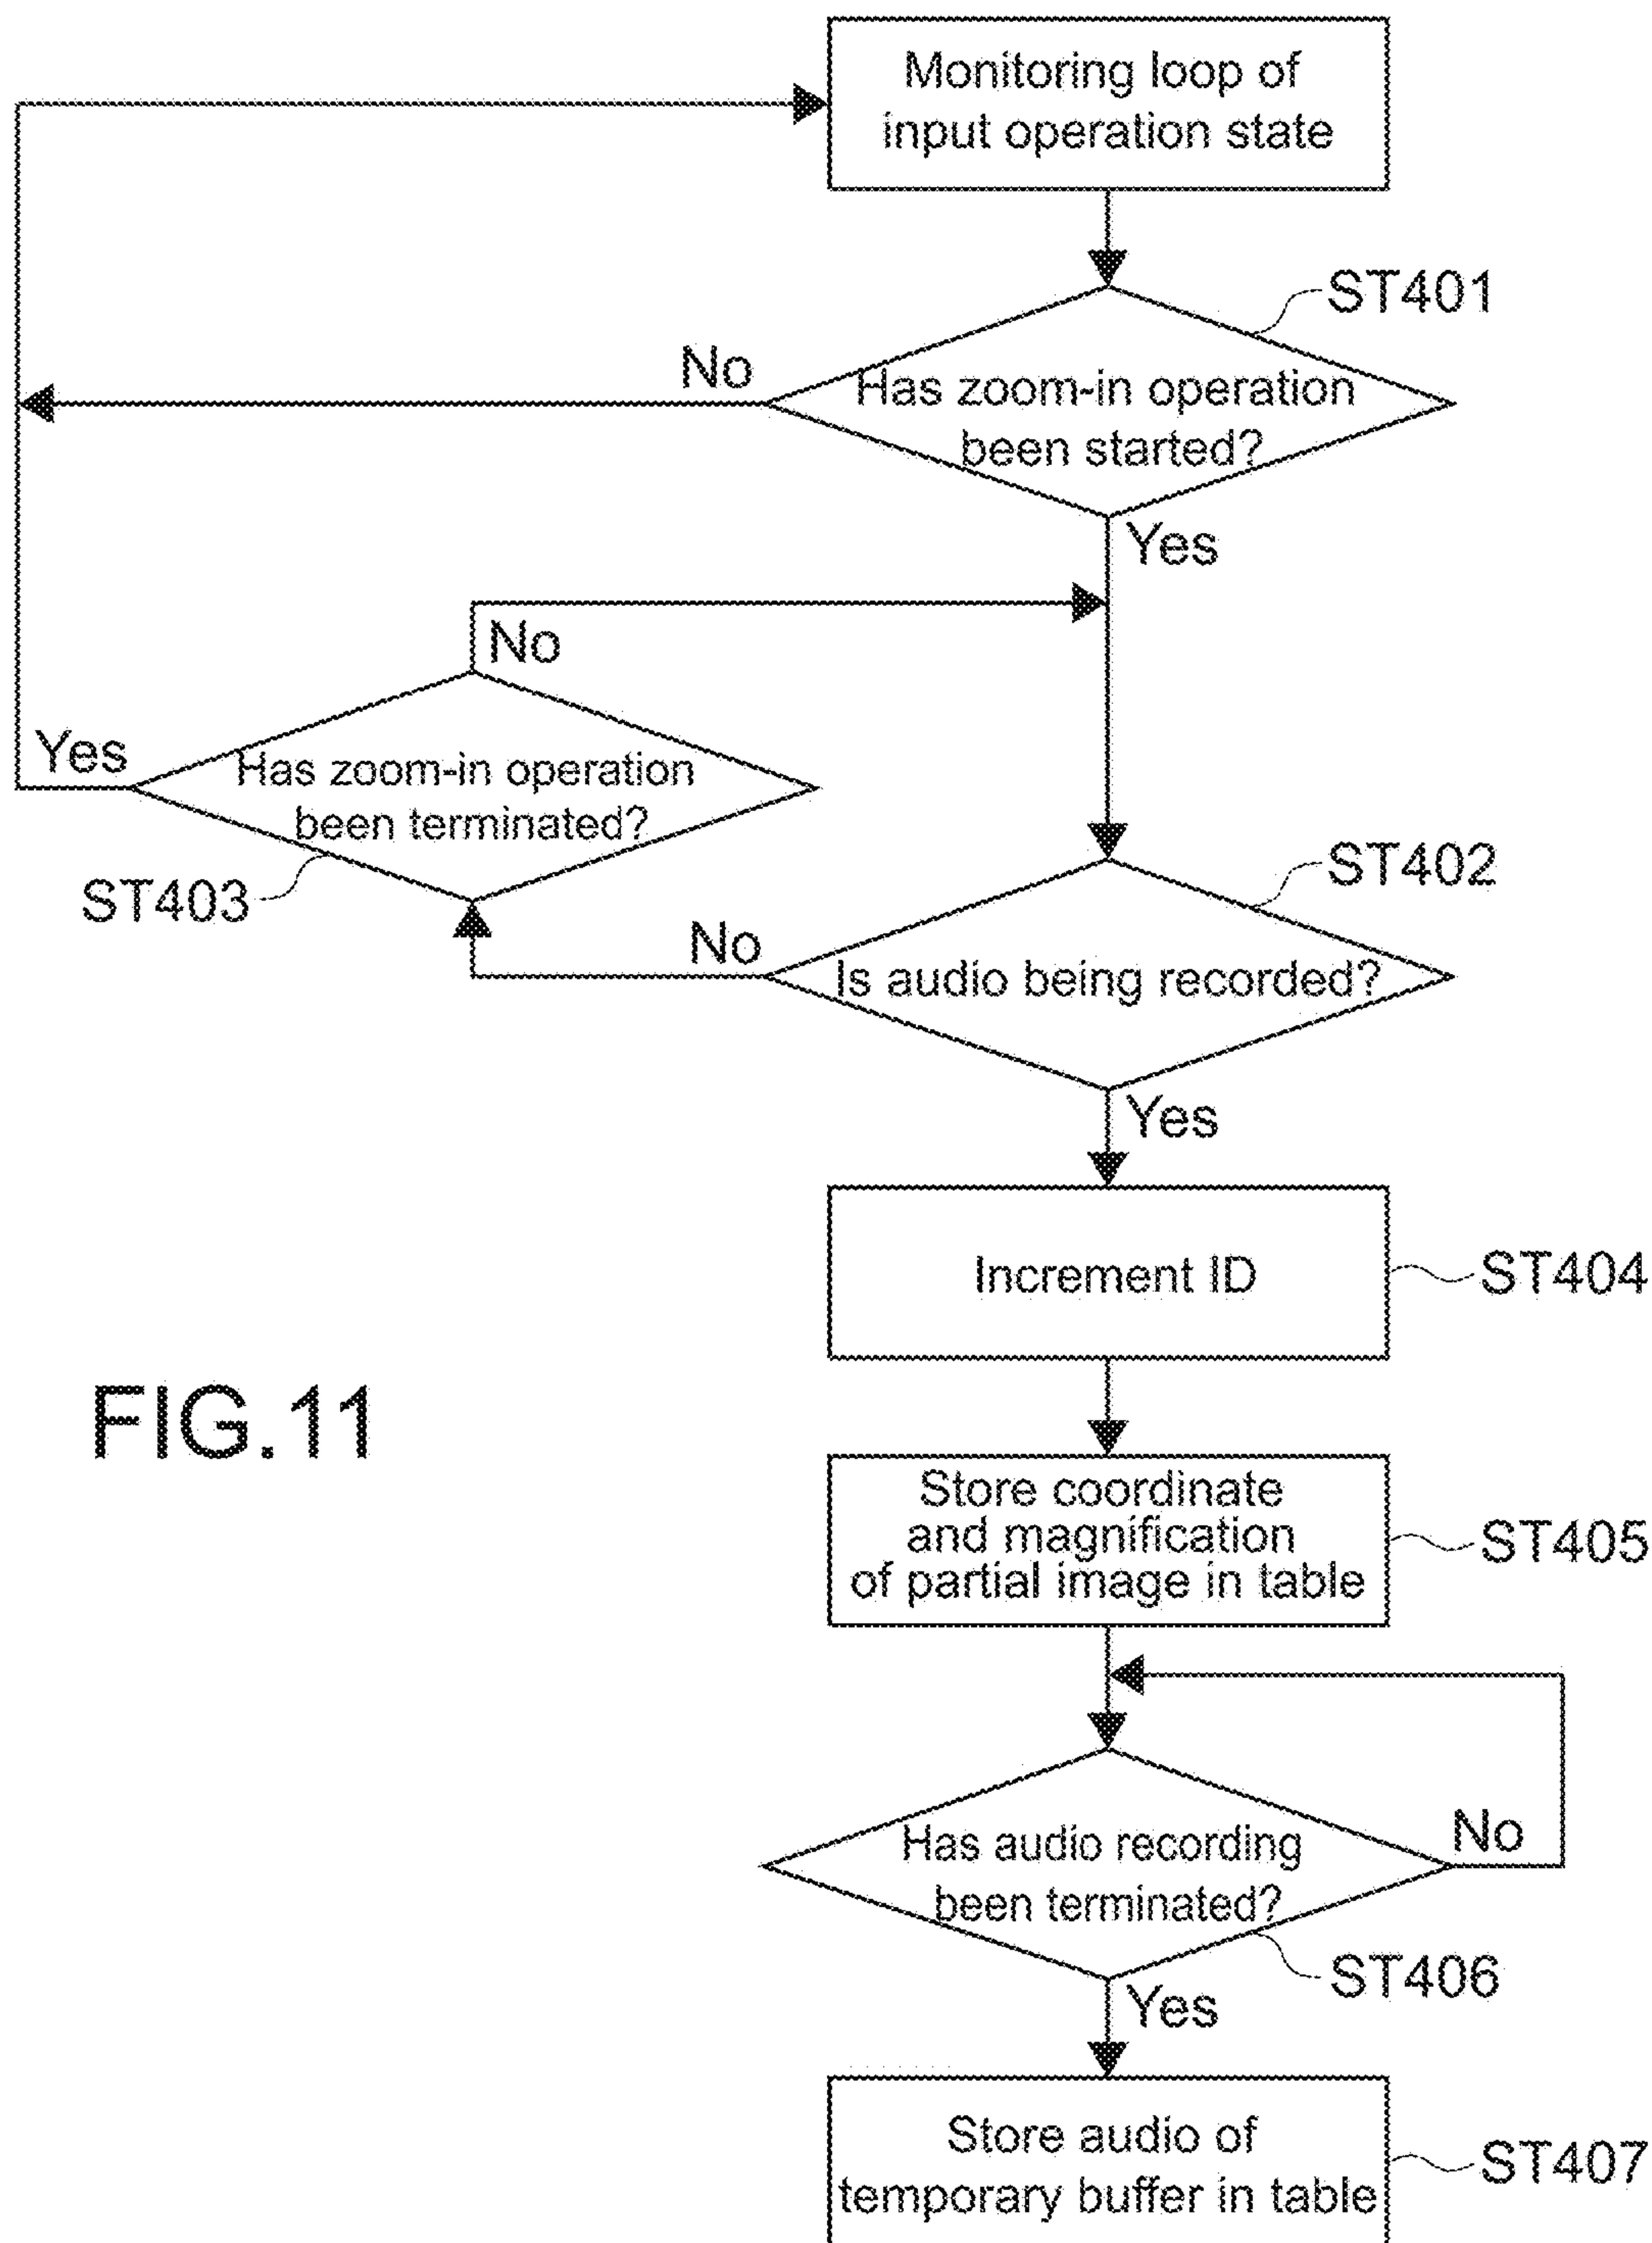 Monitoring loop of
input operation state
ST401
No
Has zoom-in operation
been started?
Yes
No
Yes
Has zoom-in operation
been terminated?
ST403
ST402
No
Is audio being recorded?
Yes
Increment ID
ST404
FIG.11
Store coordinate
and magnification
of partial image in table
ST405
Has audio recording
been terminated?
No
ST406
Yes
Store audio of
temporary buffer in table
ST407